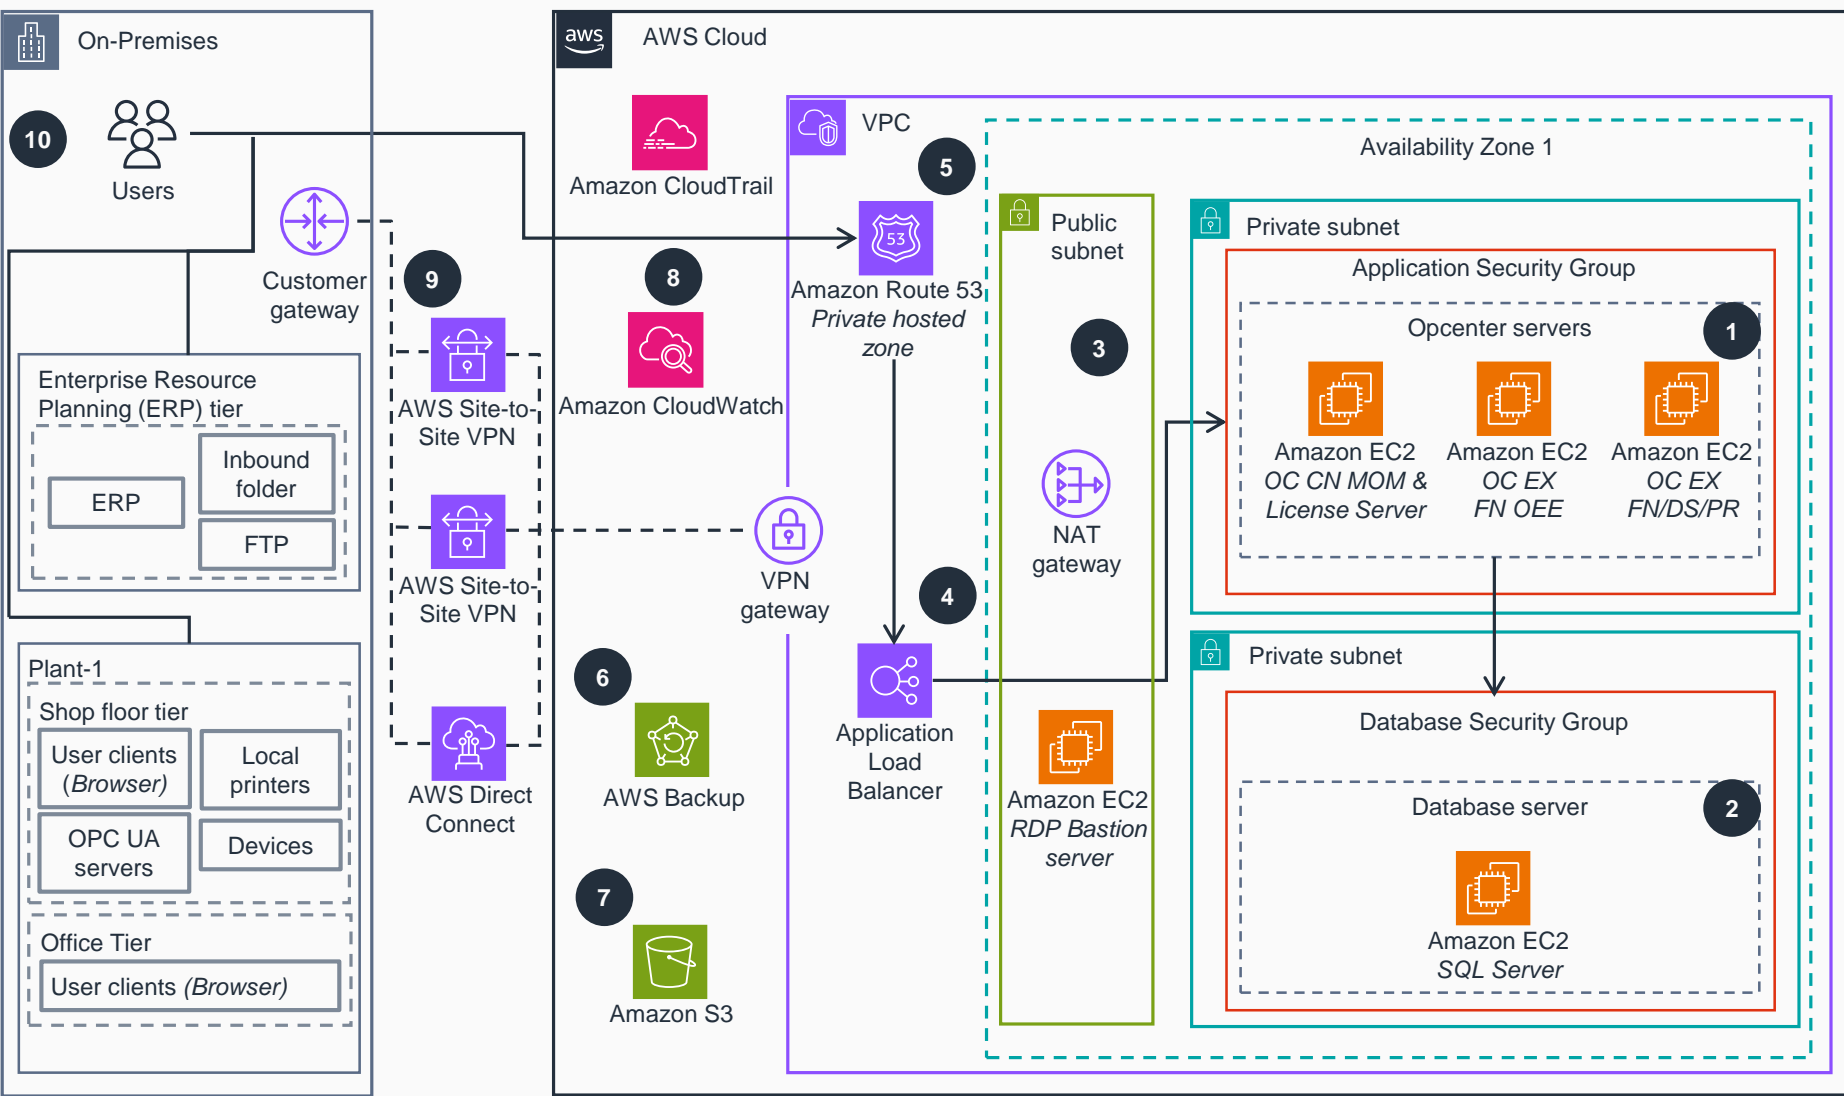 On-Premises
10
Users
Customer
gateway
Enterprise Resource
Planning (ERP) tier
ERP
Inbound
folder
FTP
Plant-1
Shop floor tier
User clients
(Browser)
Local
printers
OPC UA
servers
Devices
Office Tier
User clients (Browser)
9
AWS Site-to-
Site VPN
AWS Site-to-
Site VPN
AWS Direct
Connect
aws
AWS Cloud
Amazon CloudTrail
8
Amazon CloudWatch
6
AWS Backup
7
Amazon S3
VPC
5
53
Amazon Route 53
Private hosted
zone
VPN
gateway
4
Application
Load
Balancer
Availability Zone 1
Public
subnet
3
NAT
gateway
Amazon EC2
RDP Bastion
server
Private subnet
Application Security Group
Opcenter servers
1
Amazon EC2
OC CN MOM &
License Server
Amazon EC2
OC EX
FN OEE
Amazon EC2
OC EX
FN/DS/PR
Private subnet
Database Security Group
Database server
2
Amazon EC2
SQL Server